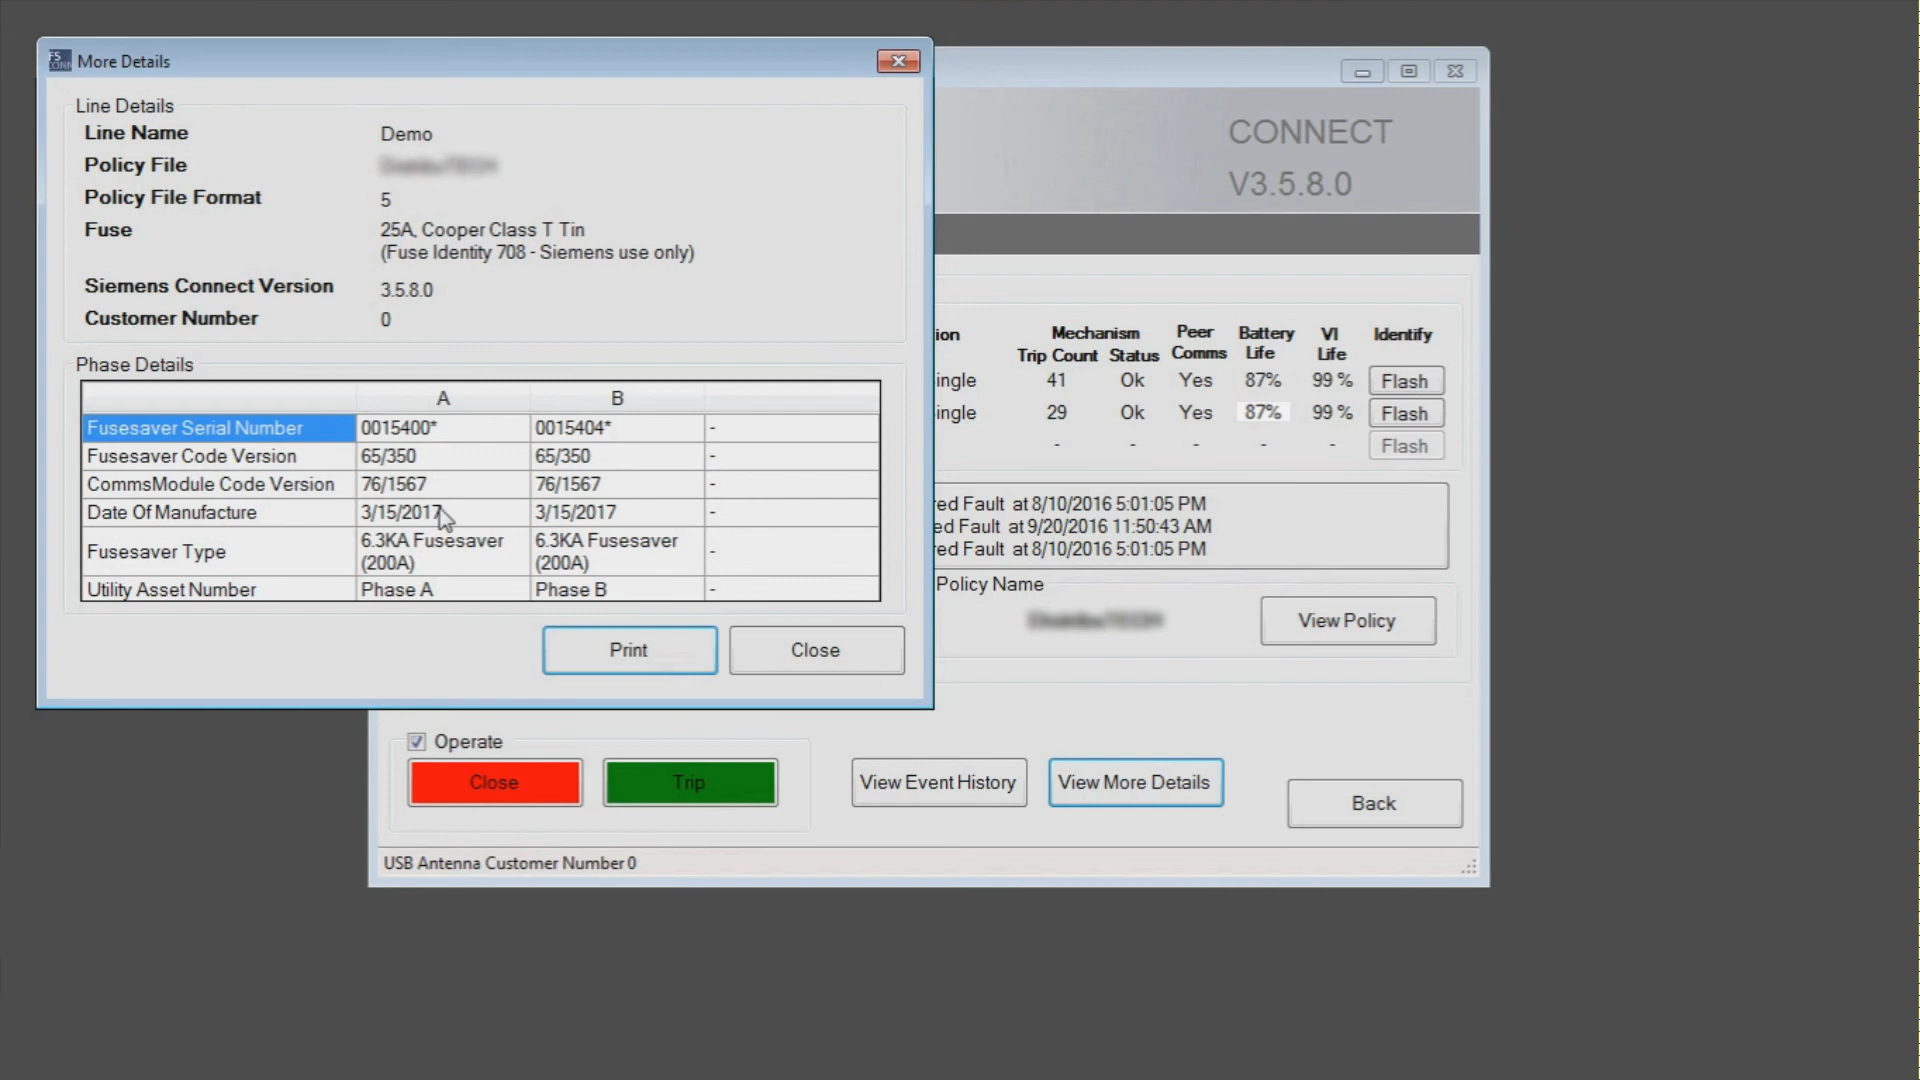 More Details
Line Details
Line Name Demo
Policy File
Policy File Format 5
Fuse 25A, Cooper Class T Tin
(Fuse Identity 708 - Siemens use only)
Siemens Connect Version 3.5.8.0
Customer Number 0
Phase Details
A B
Fusesaver Serial Number 0015400* 0015404* -
Fusesaver Code Version 65/350 65/350 -
CommsModule Code Version 76/1567 76/1567 -
Date Of Manufacture 3/15/2017 3/15/2017 -
Fusesaver Type 6.3KA Fusesaver (200A) 6.3KA Fusesaver (200A) -
Utility Asset Number Phase A Phase B -
Print Close
CONNECT
V3.5.8.0
ion Mechanism Peer Battery VI Identify
Trip Count Status Comms Life Life
ingle 41 Ok Yes 87% 99 % Flash
ingle 29 Ok Yes 87% 99 % Flash
- - - - - Flash
red Fault at 8/10/2016 5:01:05 PM
ed Fault at 9/20/2016 11:50:43 AM
red Fault at 8/10/2016 5:01:05 PM
Policy Name
View Policy
Operate
Close Trip View Event History View More Details
Back
USB Antenna Customer Number 0